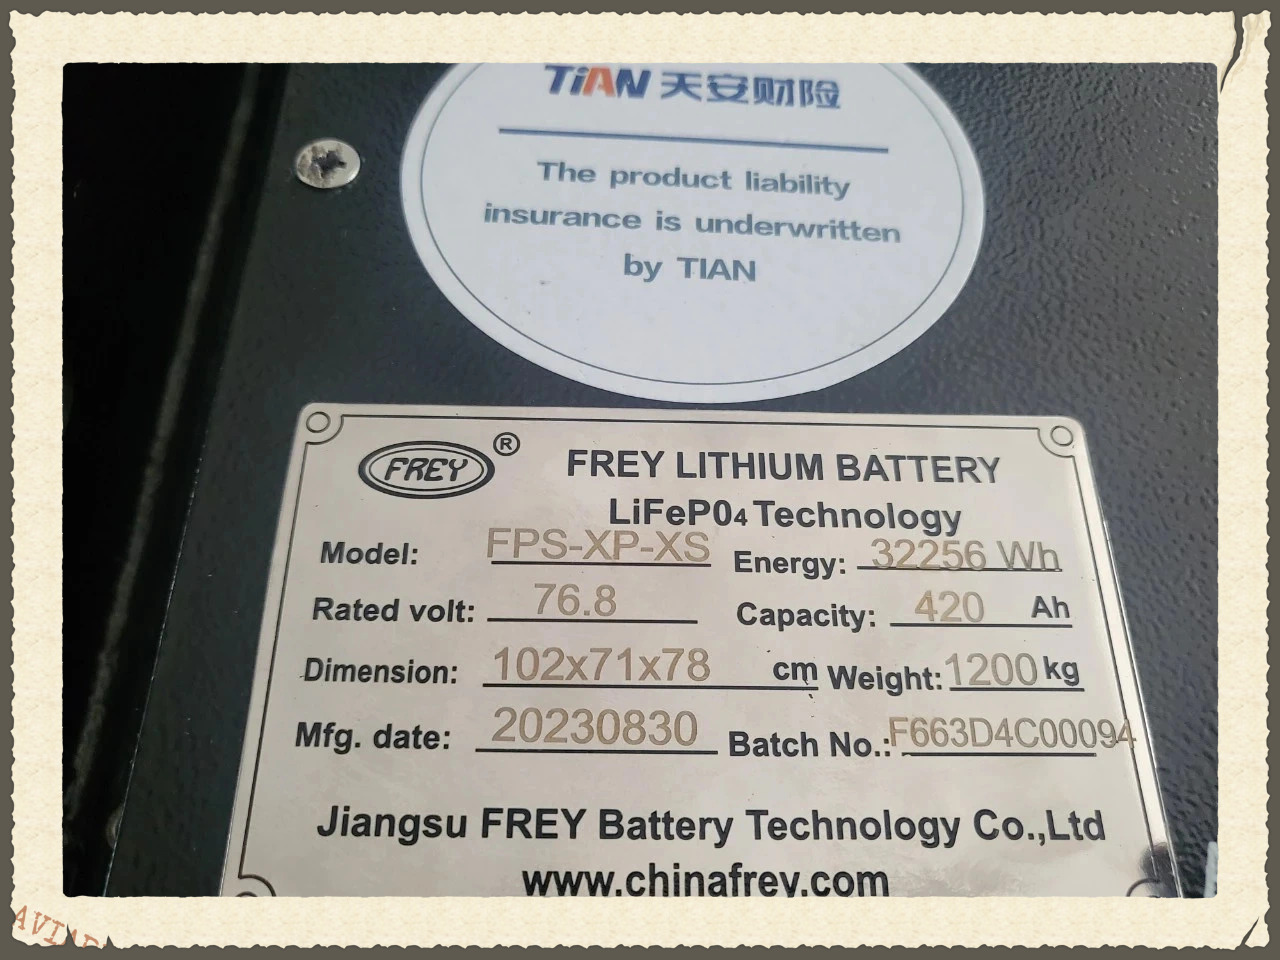 TiAN 天安财险
The product liability
insurance is underwritten
by TIAN
FREY ® FREY LITHIUM BATTERY
LiFePO4 Technology
Model: FPS-XP-XS Energy: 32256 Wh
Rated volt: 76.8 Capacity: 420 Ah
Dimension: 102x71x78 cm Weight: 1200 kg
Mfg. date: 20230830 Batch No.: F663D4C00094
Jiangsu FREY Battery Technology Co.,Ltd
www.chinafrey.com